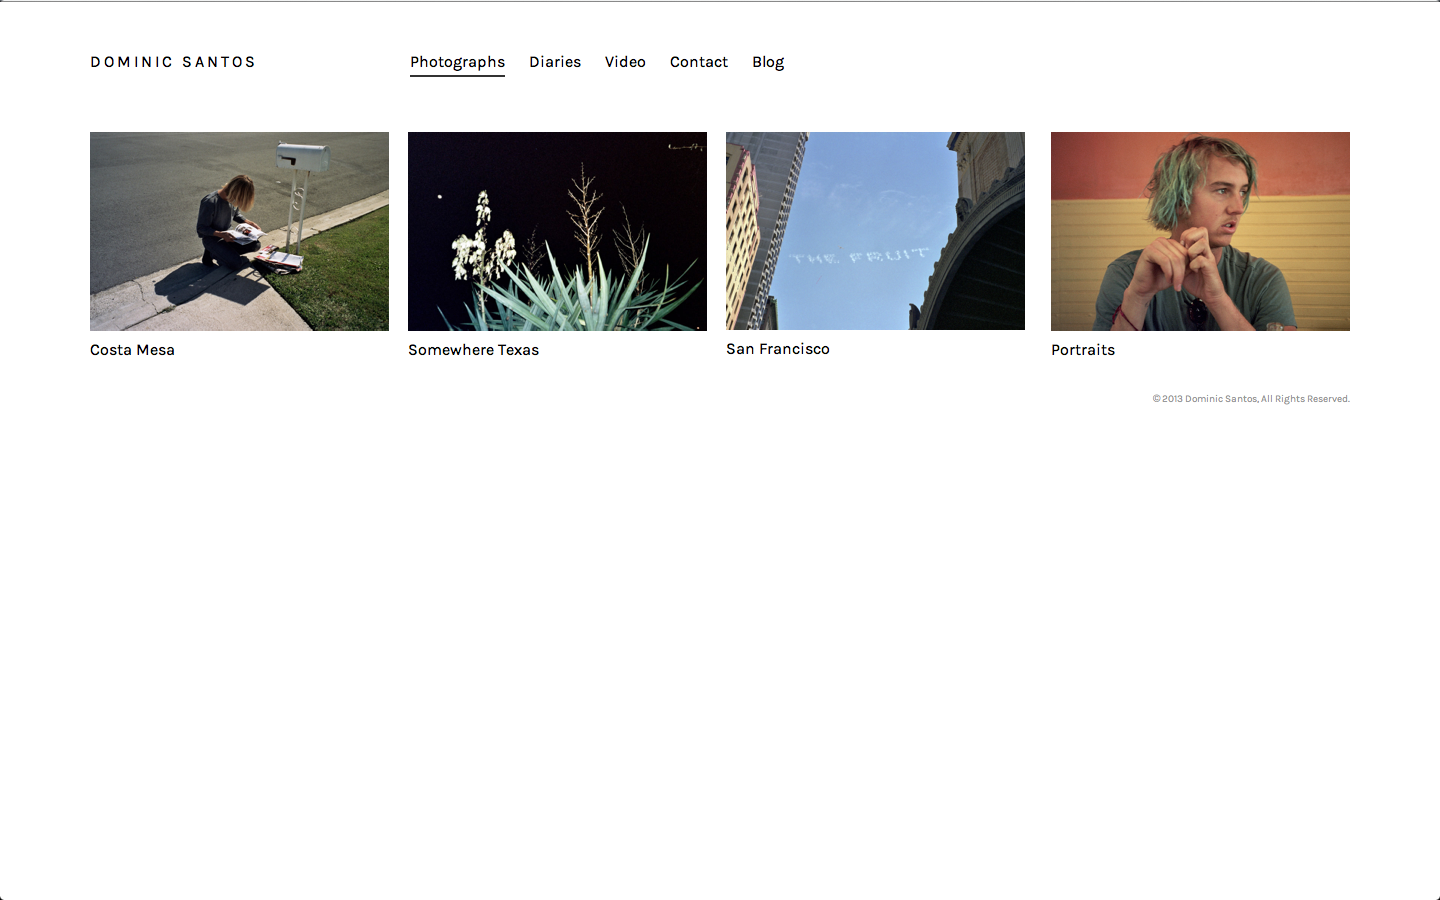 DOMINIC SANTOS
Photographs Diaries Video Contact Blog
THE FRUIT
Costa Mesa
Somewhere Texas
San Francisco
Portraits
© 2013 Dominic Santos, All Rights Reserved.